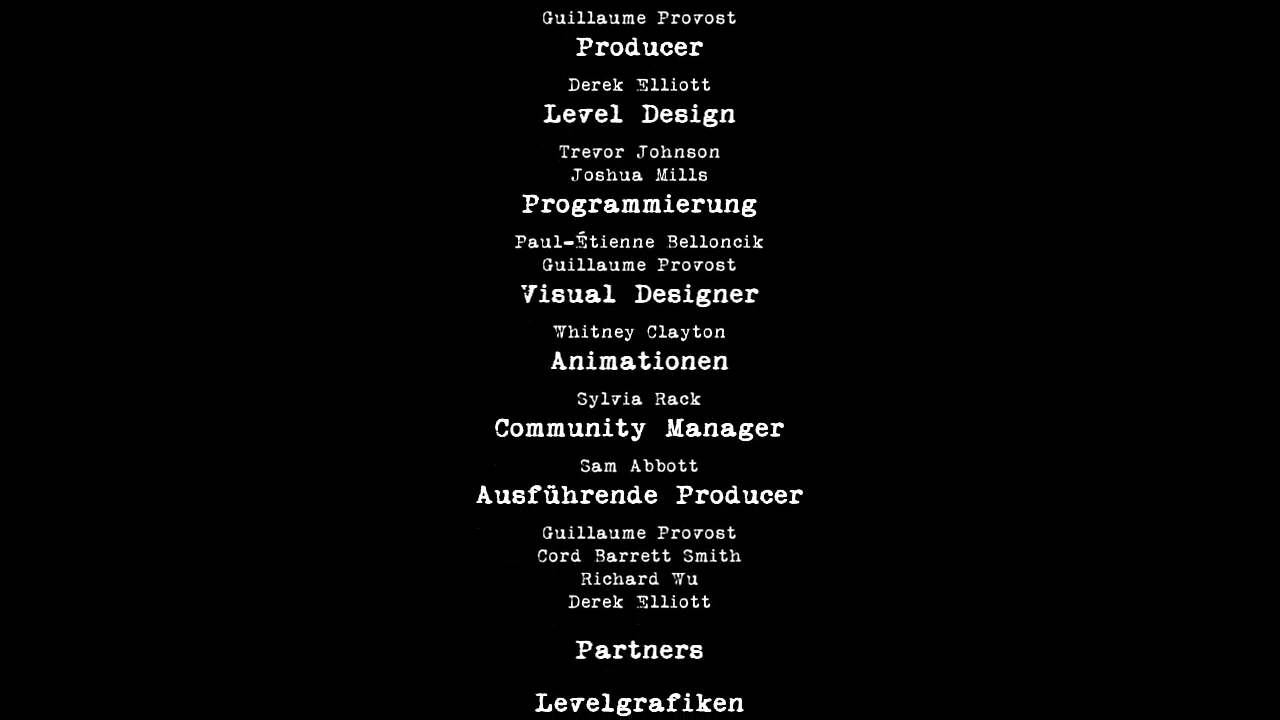 Guillaume Provost
Producer
Derek Elliott
Level Design
Trevor Johnson
Joshua Mills
Programmierung
Paul-Étienne Belloncik
Guillaume Provost
Visual Designer
Whitney Clayton
Animationen
Sylvia Rack
Community Manager
Sam Abbott
Ausführende Producer
Guillaume Provost
Cord Barrett Smith
Richard Wu
Derek Elliott
Partners
Levelgrafiken